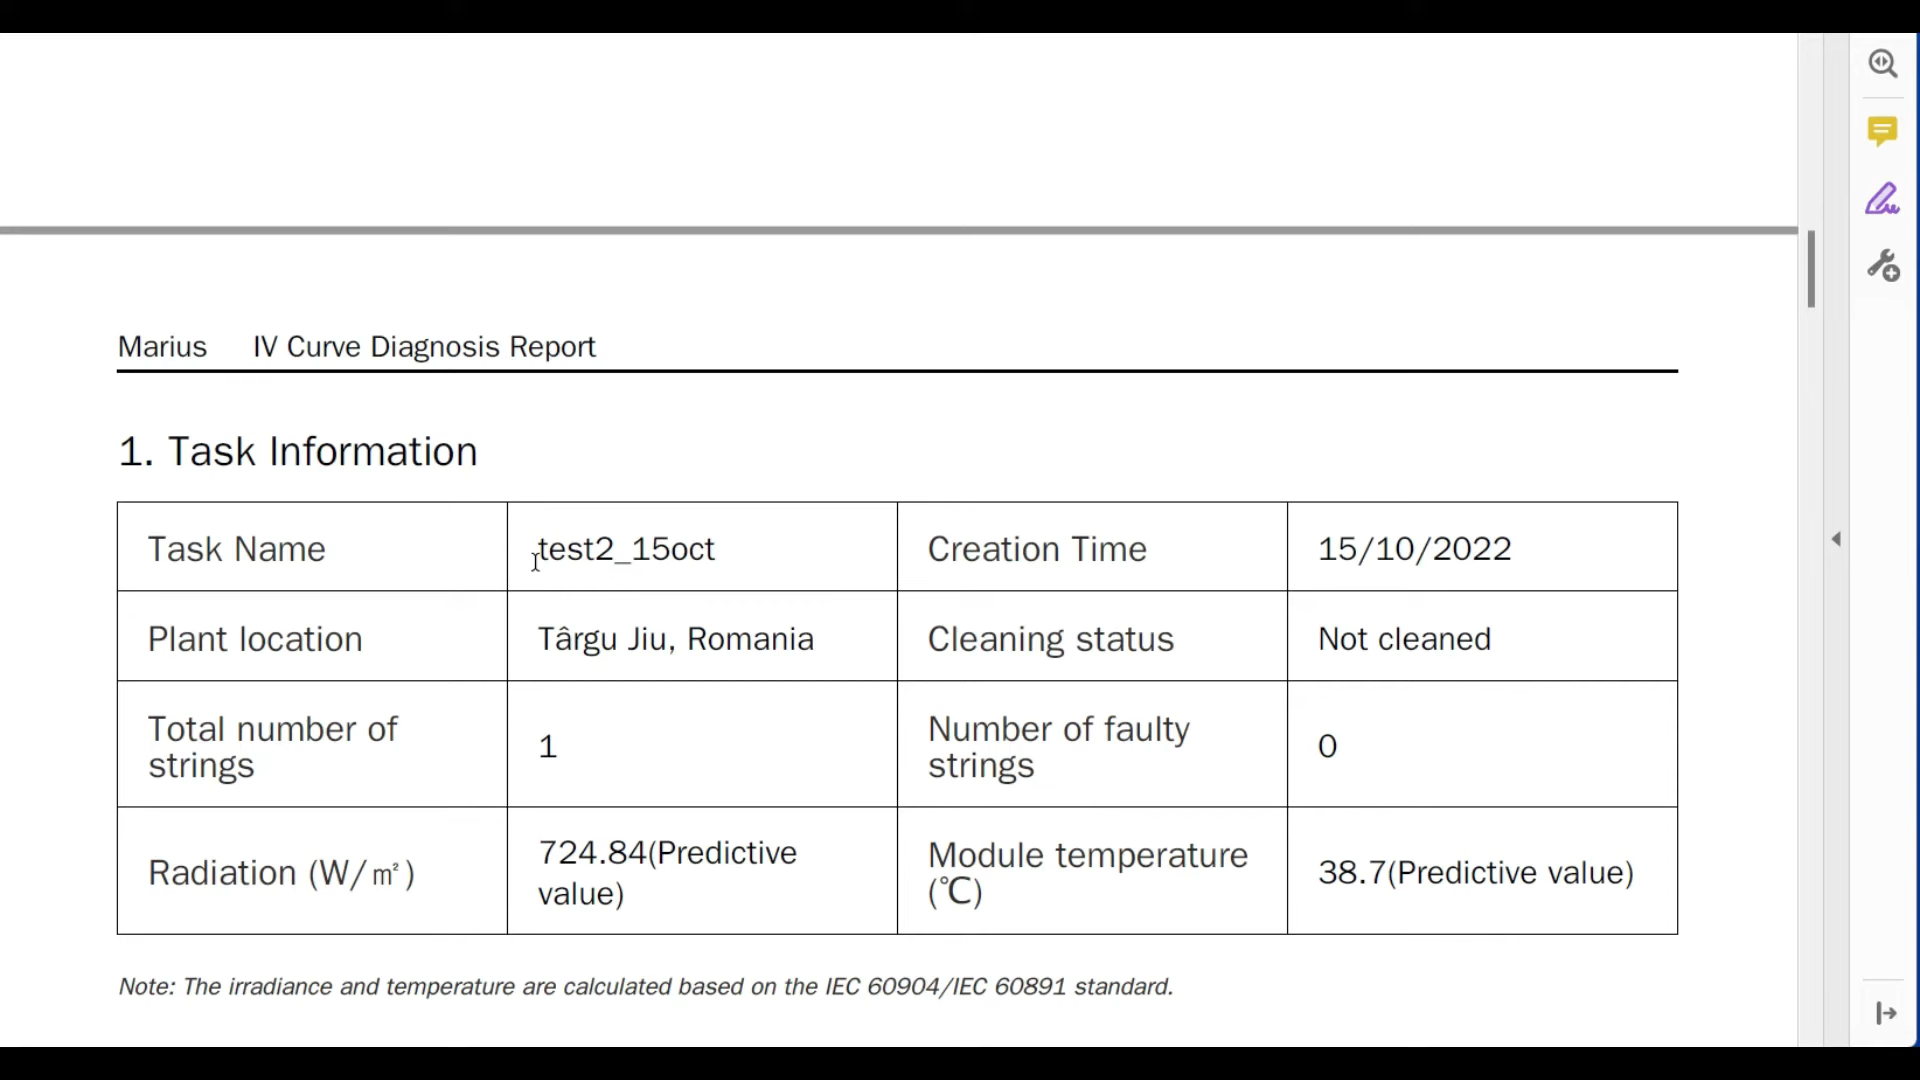 Marius IV Curve Diagnosis Report
1. Task Information
Task Name test2_15oct Creation Time 15/10/2022
Plant location Târgu Jiu, Romania Cleaning status Not cleaned
Total number of strings 1 Number of faulty strings 0
Radiation (W/㎡) 724.84(Predictive value) Module temperature (℃) 38.7(Predictive value)
Note: The irradiance and temperature are calculated based on the IEC 60904/IEC 60891 standard.